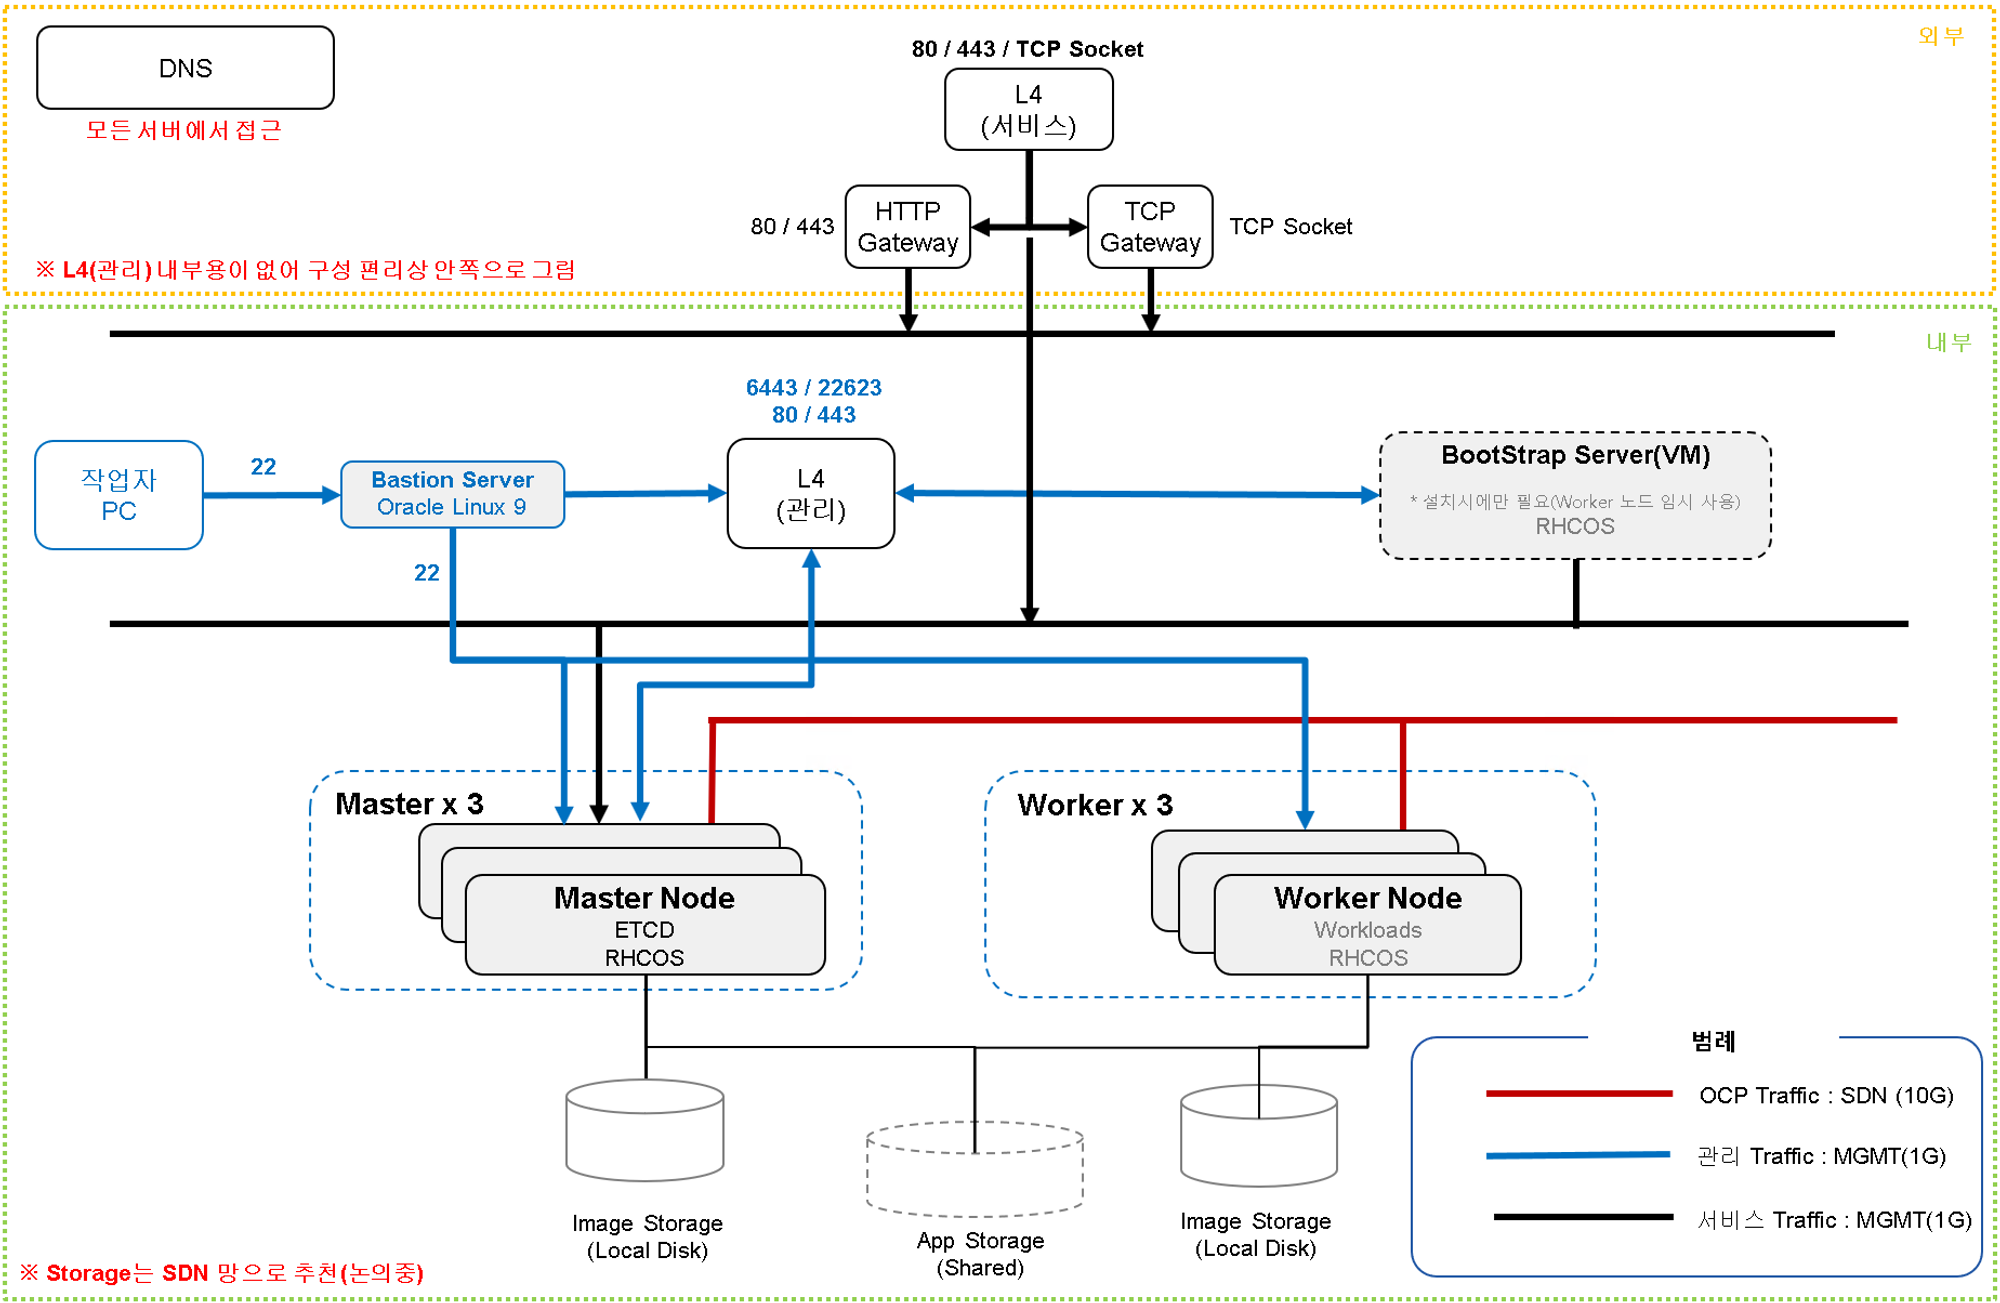 외부
DNS
모든 서버에서 접근
80 / 443 / TCP Socket
L4
(서비스)
80 / 443
HTTP
Gateway
TCP
Gateway
TCP Socket
※ L4(관리) 내부용이 없어 구성 편리상 안쪽으로 그림
내부
6443 / 22623
80 / 443
작업자
PC
22
Bastion Server
Oracle Linux 9
L4
(관리)
BootStrap Server(VM)
* 설치시에만 필요(Worker 노드 임시 사용)
RHCOS
22
Master x 3
Master Node
ETCD
RHCOS
Worker x 3
Worker Node
Workloads
RHCOS
Image Storage
(Local Disk)
App Storage
(Shared)
Image Storage
(Local Disk)
범례
OCP Traffic : SDN (10G)
관리 Traffic : MGMT(1G)
서비스 Traffic : MGMT(1G)
※ Storage는 SDN 망으로 추천(논의중)